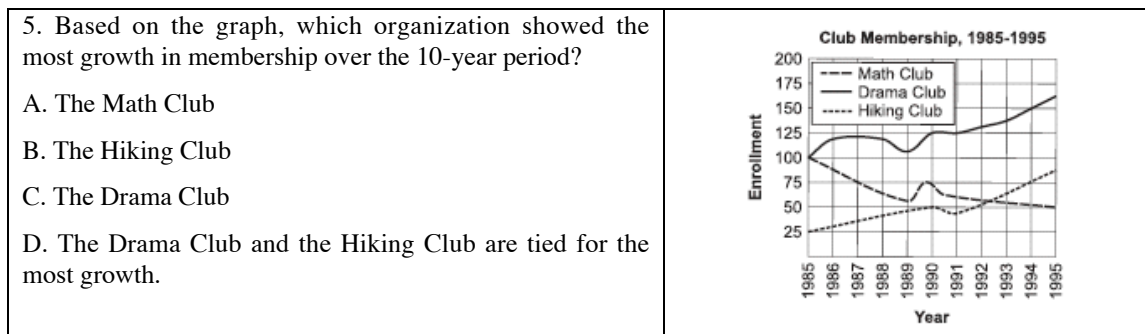 5. Based on the graph, which organization showed the
most growth in membership over the 10-year period?
A. The Math Club
B. The Hiking Club
C. The Drama Club
D. The Drama Club and the Hiking Club are tied for the
most growth.
Club Membership, 1985-1995
200
175
150
125
100
75
50
25
Enrollment
Math Club
Drama Club
Hiking Club
1985
1986
1987
1988
1989
1990
1991
1992
1993
1994
1995
Year